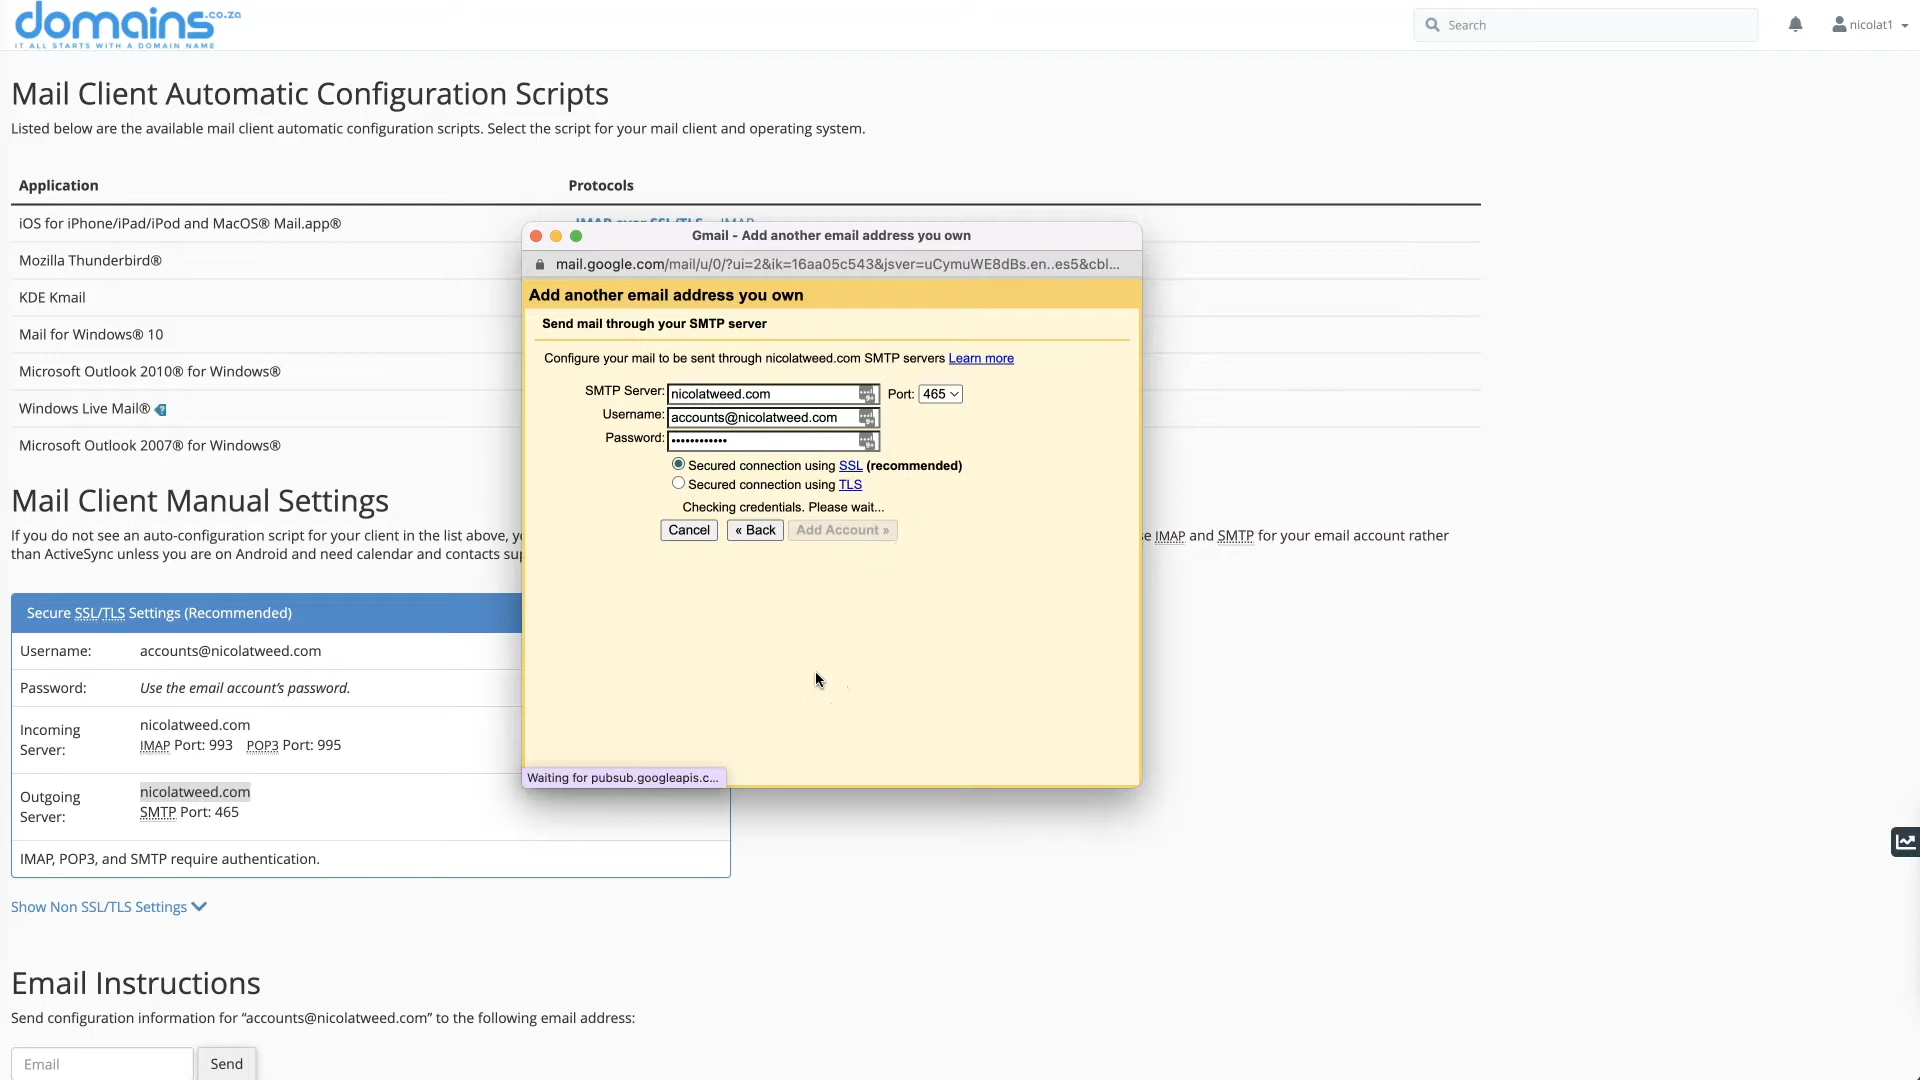 domains.co.za
IT ALL STARTS WITH A DOMAIN NAME
Search
nicolat1
Mail Client Automatic Configuration Scripts
Listed below are the available mail client automatic configuration scripts. Select the script for your mail client and operating system.
Application Protocols
iOS for iPhone/iPad/iPod and MacOS® Mail.app® IMAP over SSL/TLS IMAP
Mozilla Thunderbird®
KDE Kmail
Mail for Windows® 10
Microsoft Outlook 2010® for Windows®
Windows Live Mail®
Microsoft Outlook 2007® for Windows®
Gmail - Add another email address you own
mail.google.com/mail/u/0/?ui=2&ik=16aa05c543&jsver=uCymuWE8dBs.en..es5&cbl...
Add another email address you own
Send mail through your SMTP server
Configure your mail to be sent through nicolatweed.com SMTP servers Learn more
SMTP Server: nicolatweed.com Port: 465
Username: accounts@nicolatweed.com
Password: ••••••••••••
Secured connection using SSL (recommended)
Secured connection using TLS
Checking credentials. Please wait...
Cancel « Back Add Account »
Waiting for pubsub.googleapis.c...
Mail Client Manual Settings
If you do not see an auto-configuration script for your client in the list above, IMAP and SMTP for your email account rather
than ActiveSync unless you are on Android and need calendar and contacts
Secure SSL/TLS Settings (Recommended)
Username: accounts@nicolatweed.com
Password: Use the email account’s password.
Incoming Server: nicolatweed.com
IMAP Port: 993 POP3 Port: 995
Outgoing Server: nicolatweed.com
SMTP Port: 465
IMAP, POP3, and SMTP require authentication.
Show Non SSL/TLS Settings
Email Instructions
Send configuration information for “accounts@nicolatweed.com” to the following email address:
Email Send